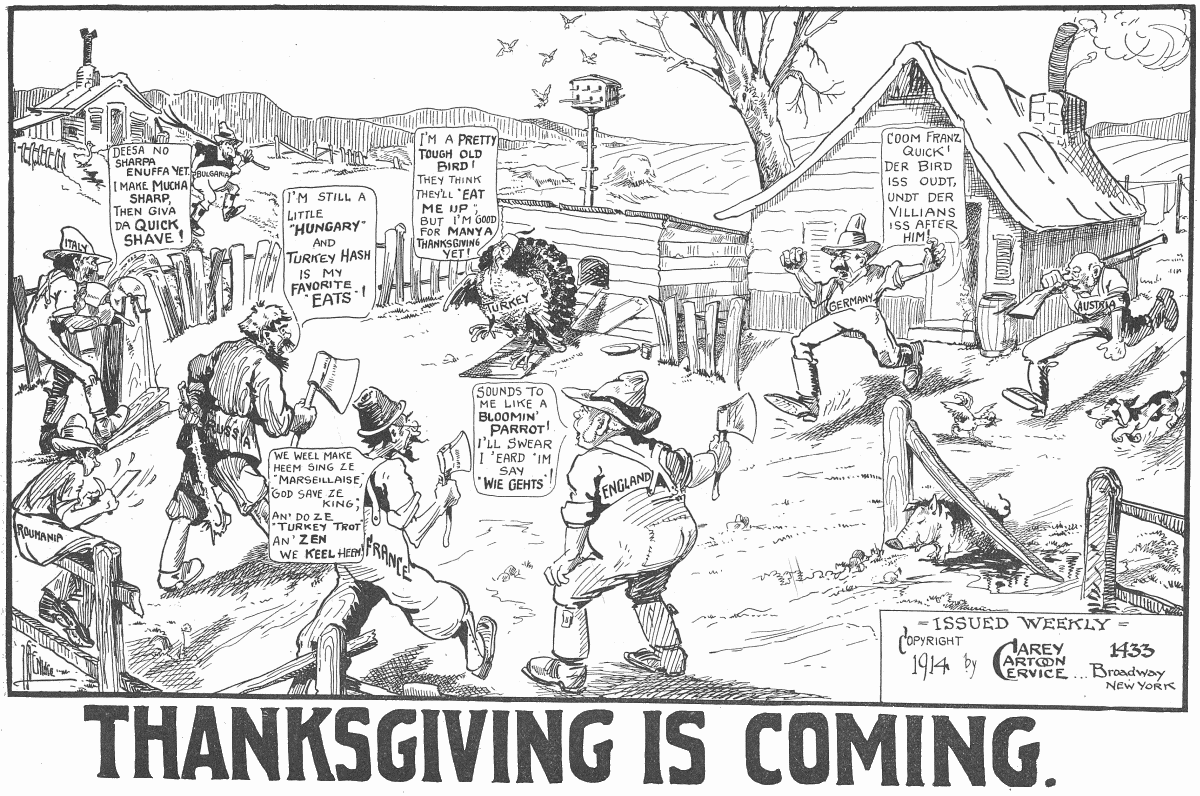 DEESA NO
SHARPA
ENUFFA YET.
I MAKE MUCHA
SHARP,
THEN GIVA
DA QUICK
SHAVE!
BULGARIA
I'M STILL A
LITTLE
"HUNGARY"
AND
TURKEY HASH
IS MY
FAVORITE
"EATS"!
I'M A PRETTY
TOUGH OLD
BIRD!
THEY THINK
THEY'LL "EAT
ME UP",
BUT I'M GOOD
FOR MANY A
THANKSGIVING
YET!
COOM FRANZ
QUICK!
DER BIRD
ISS OUDT,
UNDT DER
VILLIANS
ISS AFTER
HIM!
ITALY
TURKEY
GERMANY
AUSTRIA
RUSSIA
SOUNDS TO
ME LIKE A
BLOOMIN'
PARROT!
I'LL SWEAR
I 'EARD 'IM
SAY
"WIE GEHTS"!
ENGLAND
WE WEEL MAKE
HEEM SING ZE
"MARSEILLAISE,"
"GOD SAVE ZE
KING,"
AN' DO ZE
"TURKEY TROT"
AN' ZEN
WE KEEL HEEM!
FRANCE
ROUMANIA
= ISSUED WEEKLY =
COPYRIGHT
1914 by
CAREY
CARTOON
SERVICE ...
1433
Broadway
NEW YORK
THANKSGIVING IS COMING.